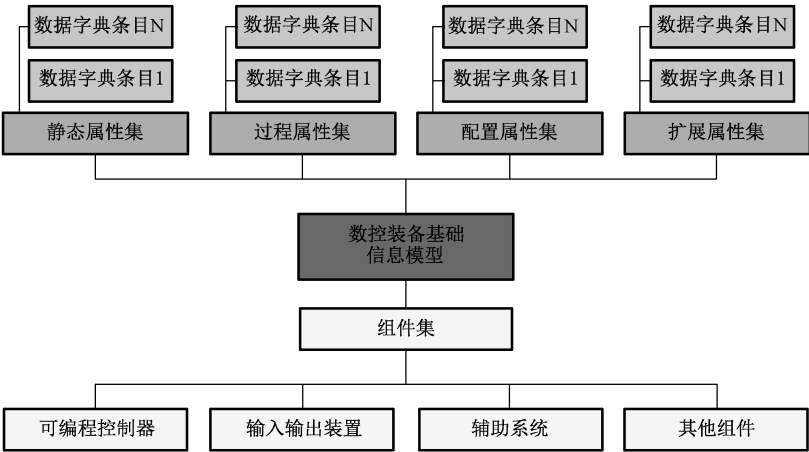 数据字典条目N
数据字典条目N
数据字典条目N
数据字典条目N
数据字典条目1
数据字典条目1
数据字典条目1
数据字典条目1
静态属性集
过程属性集
配置属性集
扩展属性集
数控装备基础
信息模型
组件集
可编程控制器
输入输出装置
辅助系统
其他组件